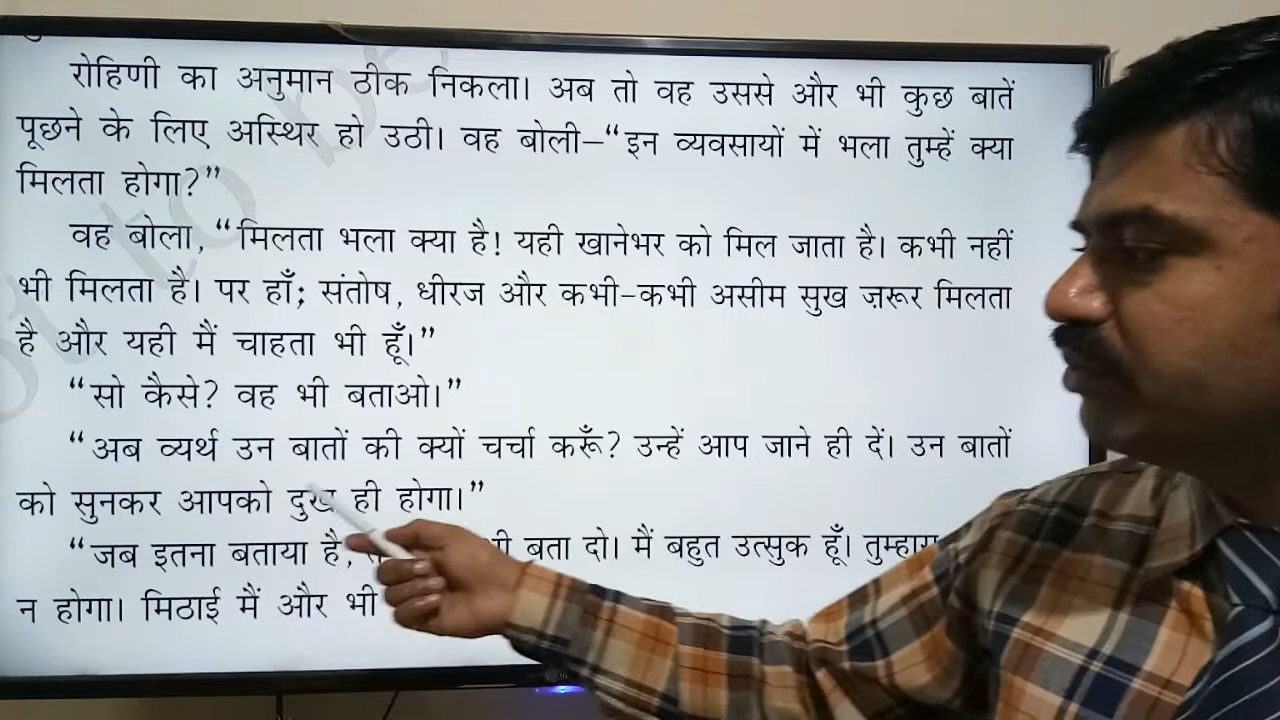 रोहिणी का अनुमान ठीक निकला। अब तो वह उससे और भी कुछ बातें
पूछने के लिए अस्थिर हो उठी। वह बोली–“इन व्यवसायों में भला तुम्हें क्या
मिलता होगा?”
वह बोला, “मिलता भला क्या है! यही खानेभर को मिल जाता है। कभी नहीं
भी मिलता है। पर हाँ; संतोष, धीरज और कभी-कभी असीम सुख ज़रूर मिलता
है और यही मैं चाहता भी हूँ।”
“सो कैसे? वह भी बताओ।”
“अब व्यर्थ उन बातों की क्यों चर्चा करूँ? उन्हें आप जाने ही दें। उन बातों
को सुनकर आपको दुख ही होगा।”
“जब इतना बताया है, बता दो। मैं बहुत उत्सुक हूँ।
न होगा। मिठाई मैं और भी